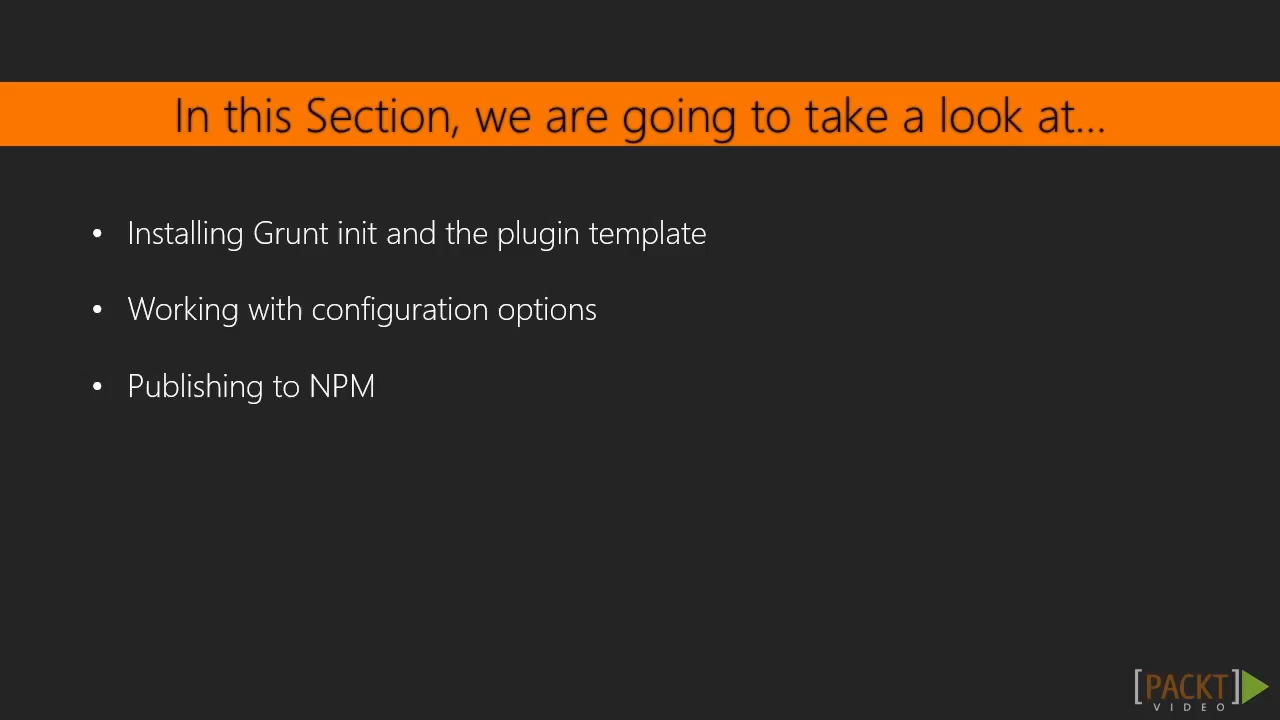 In this Section, we are going to take a look at...
• Installing Grunt init and the plugin template
• Working with configuration options
• Publishing to NPM
[PACKT]
VIDEO